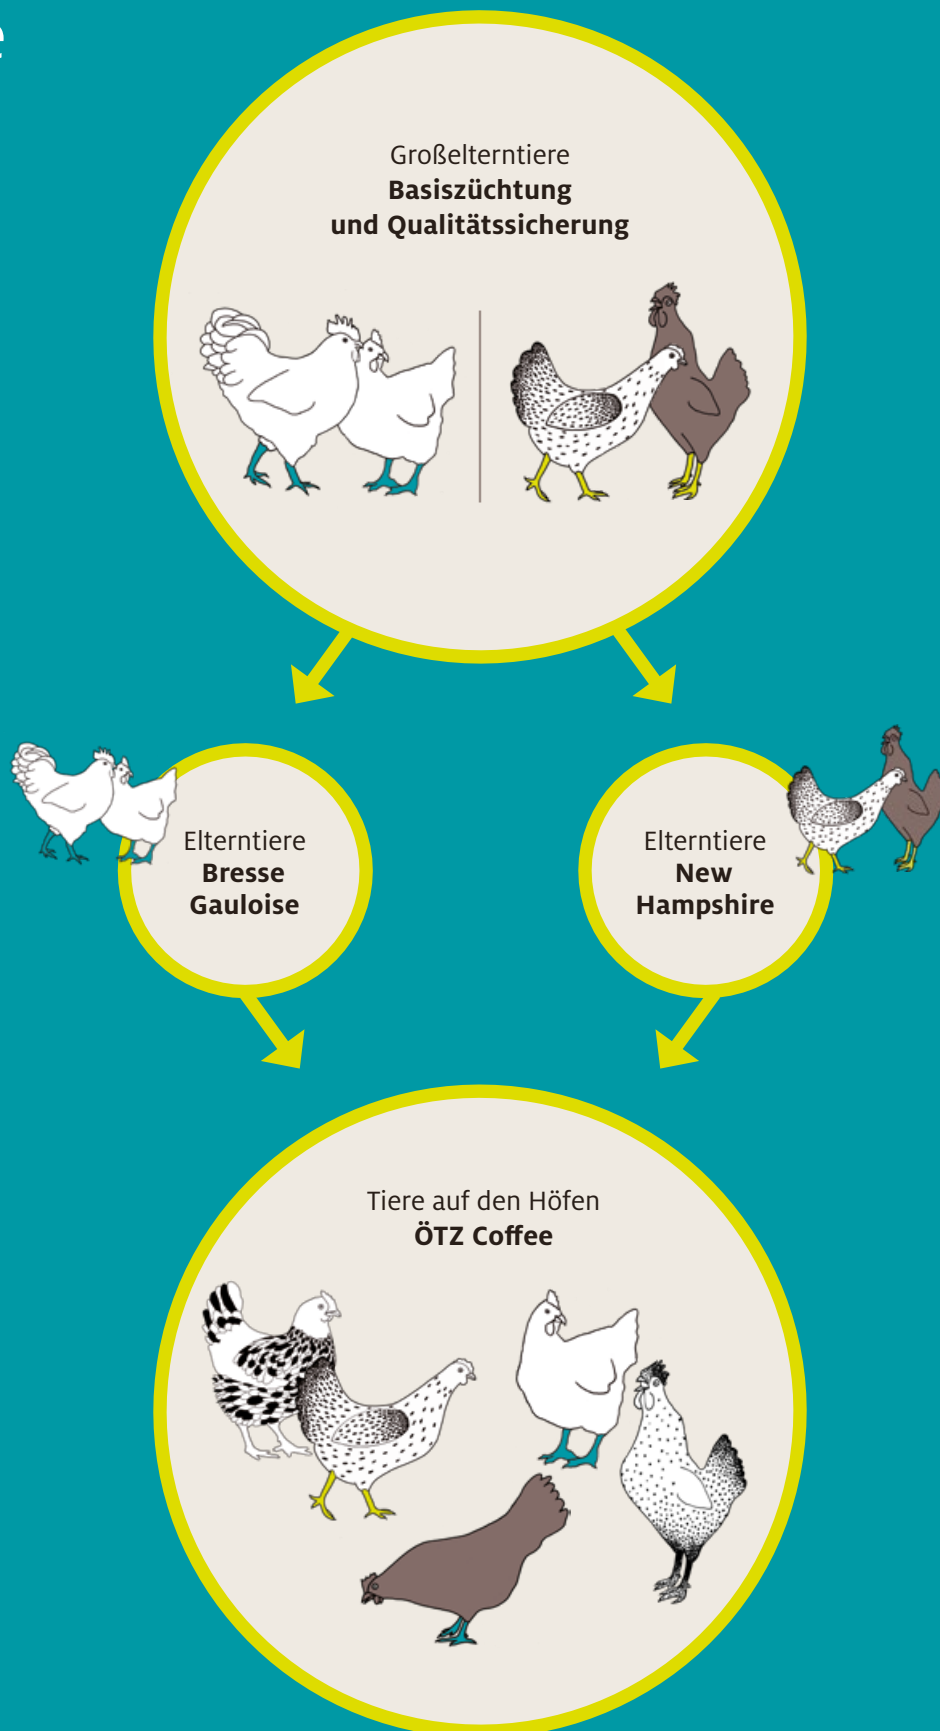 Großelterntiere
Basiszüchtung
und Qualitätssicherung
Elterntiere
Bresse
Gauloise
Elterntiere
New
Hampshire
Tiere auf den Höfen
ÖTZ Coffee